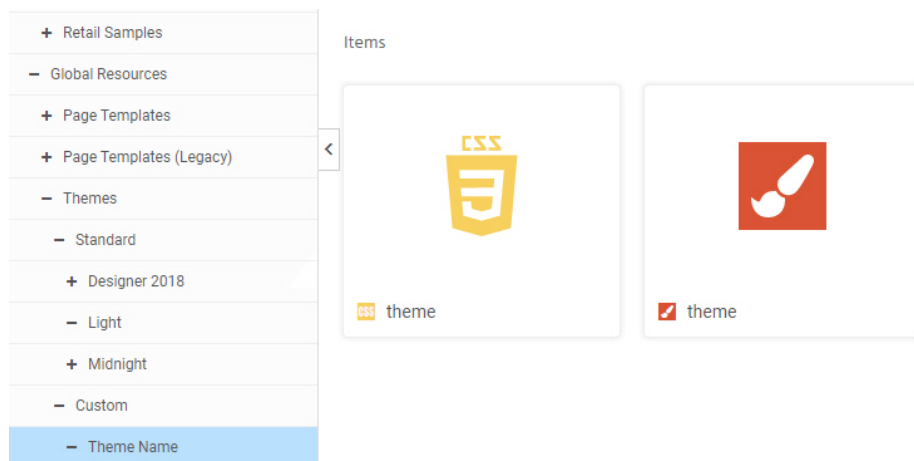 Retail Samples
Global Resources
Page Templates
Page Templates (Legacy)
Themes
Standard
Designer 2018
Light
Midnight
Custom
Theme Name
Items
CSS
CSS theme
theme